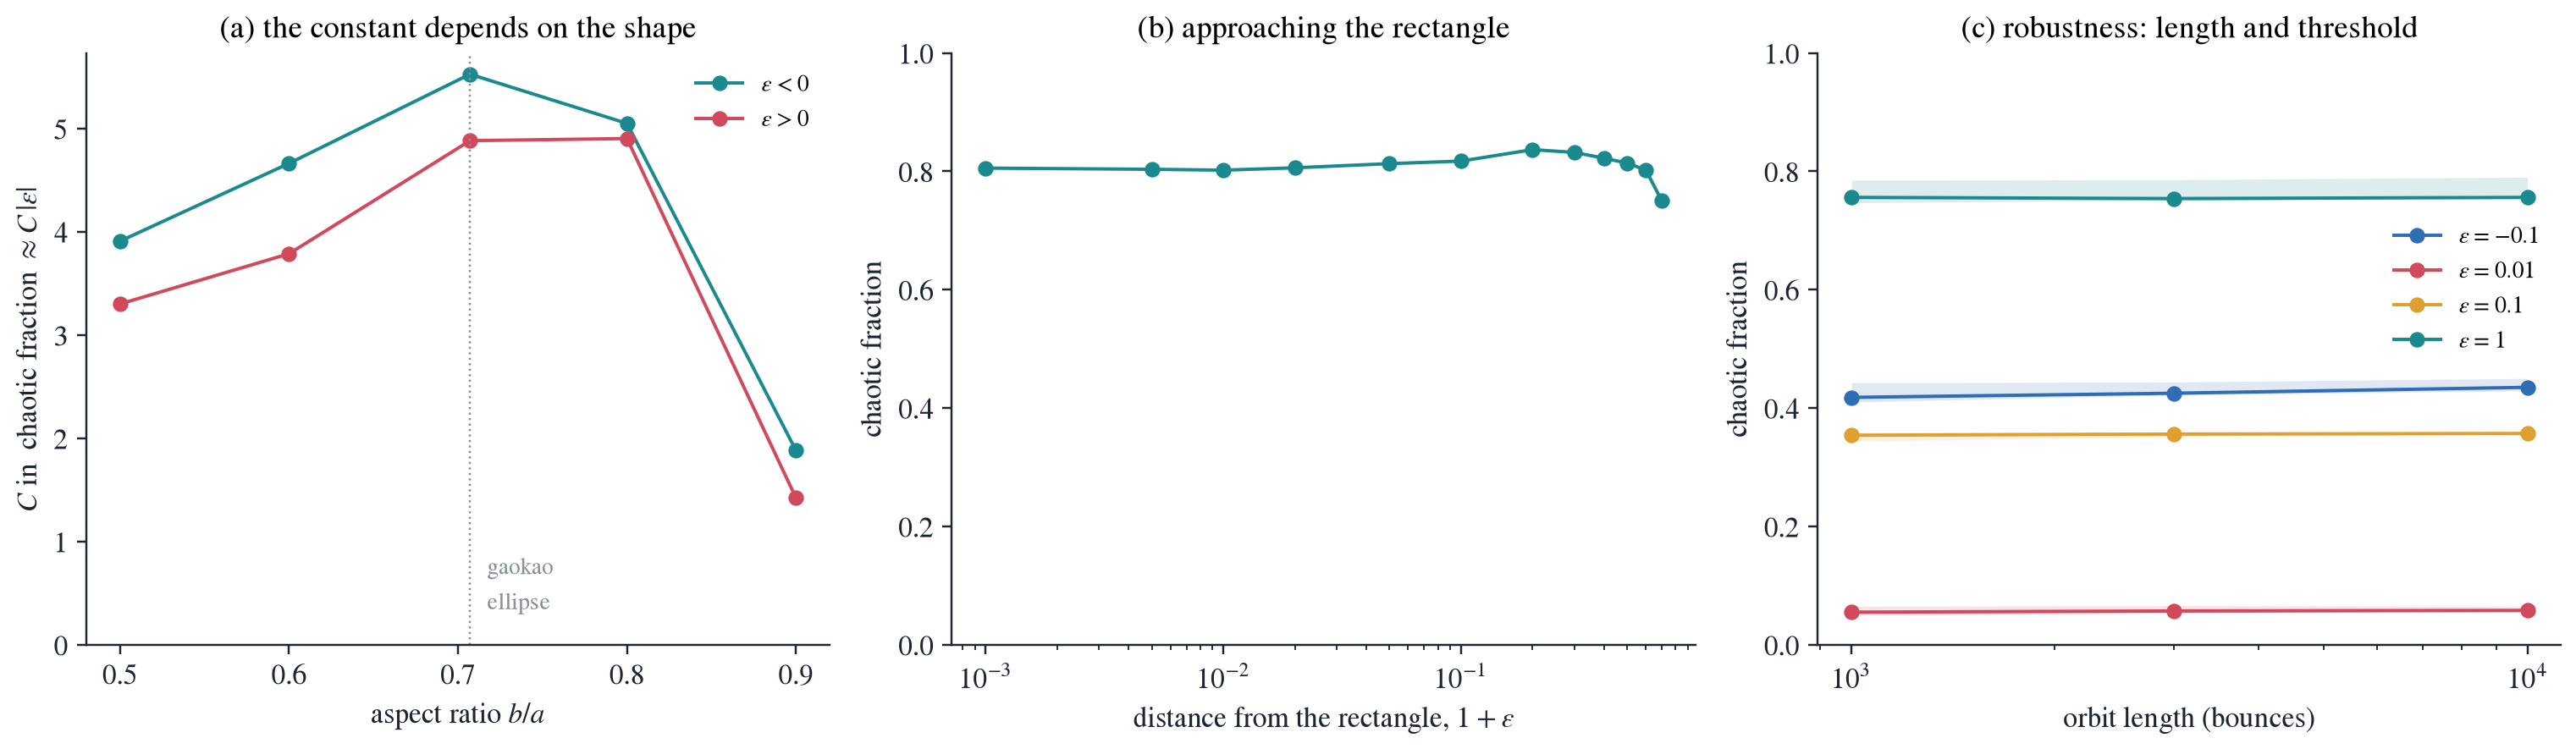 (a) the constant depends on the shape
C in chaotic fraction ≈ C|ε|
5
4
3
2
1
0
ε < 0
ε > 0
gaokao
ellipse
0.5 0.6 0.7 0.8 0.9
aspect ratio b/a
(b) approaching the rectangle
chaotic fraction
1.0
0.8
0.6
0.4
0.2
0.0
10⁻³ 10⁻² 10⁻¹
distance from the rectangle, 1 + ε
(c) robustness: length and threshold
chaotic fraction
1.0
0.8
0.6
0.4
0.2
0.0
ε = −0.1
ε = 0.01
ε = 0.1
ε = 1
10³ 10⁴
orbit length (bounces)